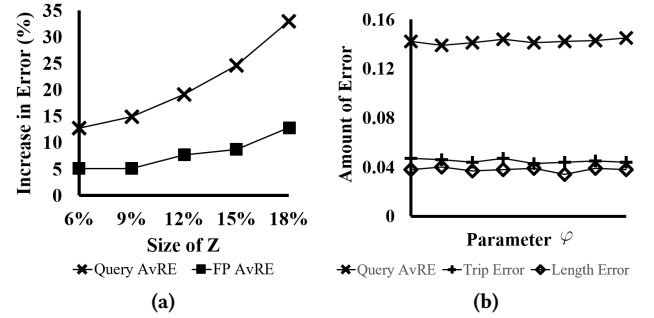 Increase in Error (%)
35
30
25
20
15
10
5
0
6% 9% 12% 15% 18%
Size of Z
Query AvRE FP AvRE
(a)
Amount of Error
0.16
0.12
0.08
0.04
0
Parameter φ
Query AvRE Trip Error Length Error
(b)